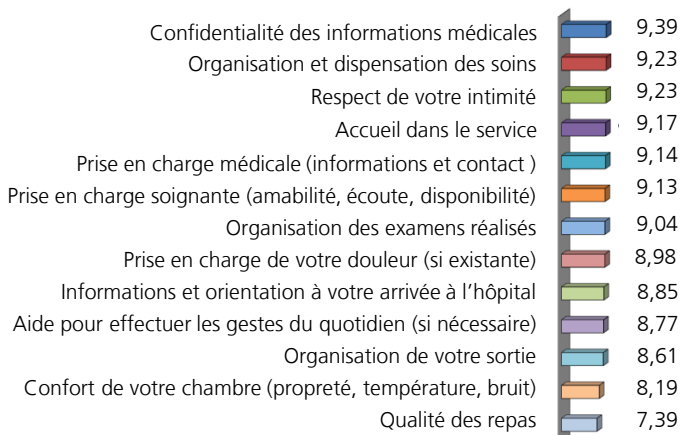 Confidentialité des informations médicales 9,39
Organisation et dispensation des soins 9,23
Respect de votre intimité 9,23
Accueil dans le service 9,17
Prise en charge médicale (informations et contact ) 9,14
Prise en charge soignante (amabilité, écoute, disponibilité) 9,13
Organisation des examens réalisés 9,04
Prise en charge de votre douleur (si existante) 8,98
Informations et orientation à votre arrivée à l’hôpital 8,85
Aide pour effectuer les gestes du quotidien (si nécessaire) 8,77
Organisation de votre sortie 8,61
Confort de votre chambre (propreté, température, bruit) 8,19
Qualité des repas 7,39